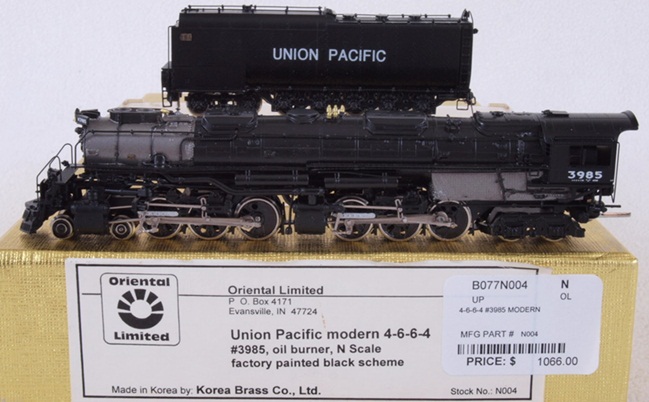 UNION PACIFIC
3985
Oriental
Limited
Oriental Limited
P O. Box 4171
Evansville, IN 47724
Union Pacific modern 4-6-6-4
#3985, oil burner, N Scale
factory painted black scheme
Made in Korea by: Korea Brass Co., Ltd.
Stock No.: N004
B077N004 N
UP OL
4-6-6-4 #3985 MODERN
MFG PART # N004
PRICE: $ 1066.00